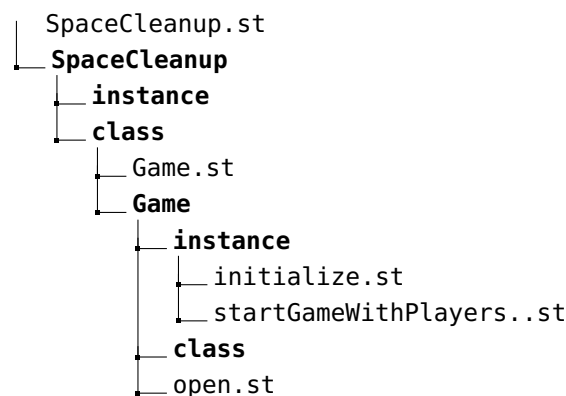 SpaceCleanup.st
SpaceCleanup
instance
class
Game.st
Game
instance
initialize.st
startGameWithPlayers..st
class
open.st